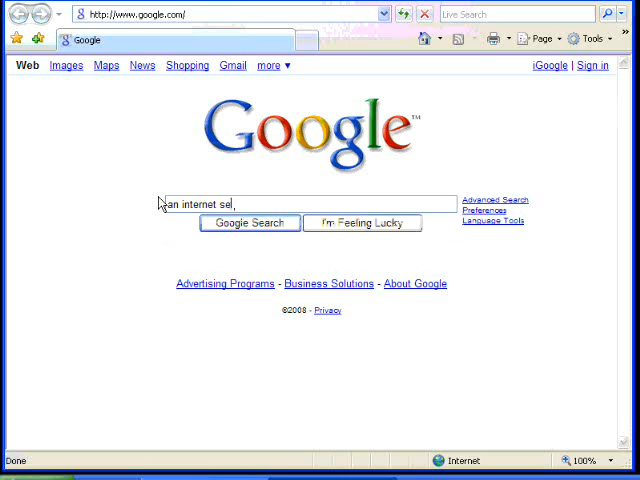 http://www.google.com/
Live Search
Google
Page
Tools
Web Images Maps News Shopping Gmail more ▼
iGoogle | Sign in
Google™
an internet se,
Advanced Search
Preferences
Language Tools
Google Search
I'm Feeling Lucky
Advertising Programs - Business Solutions - About Google
©2008 - Privacy
Done
Internet
100%